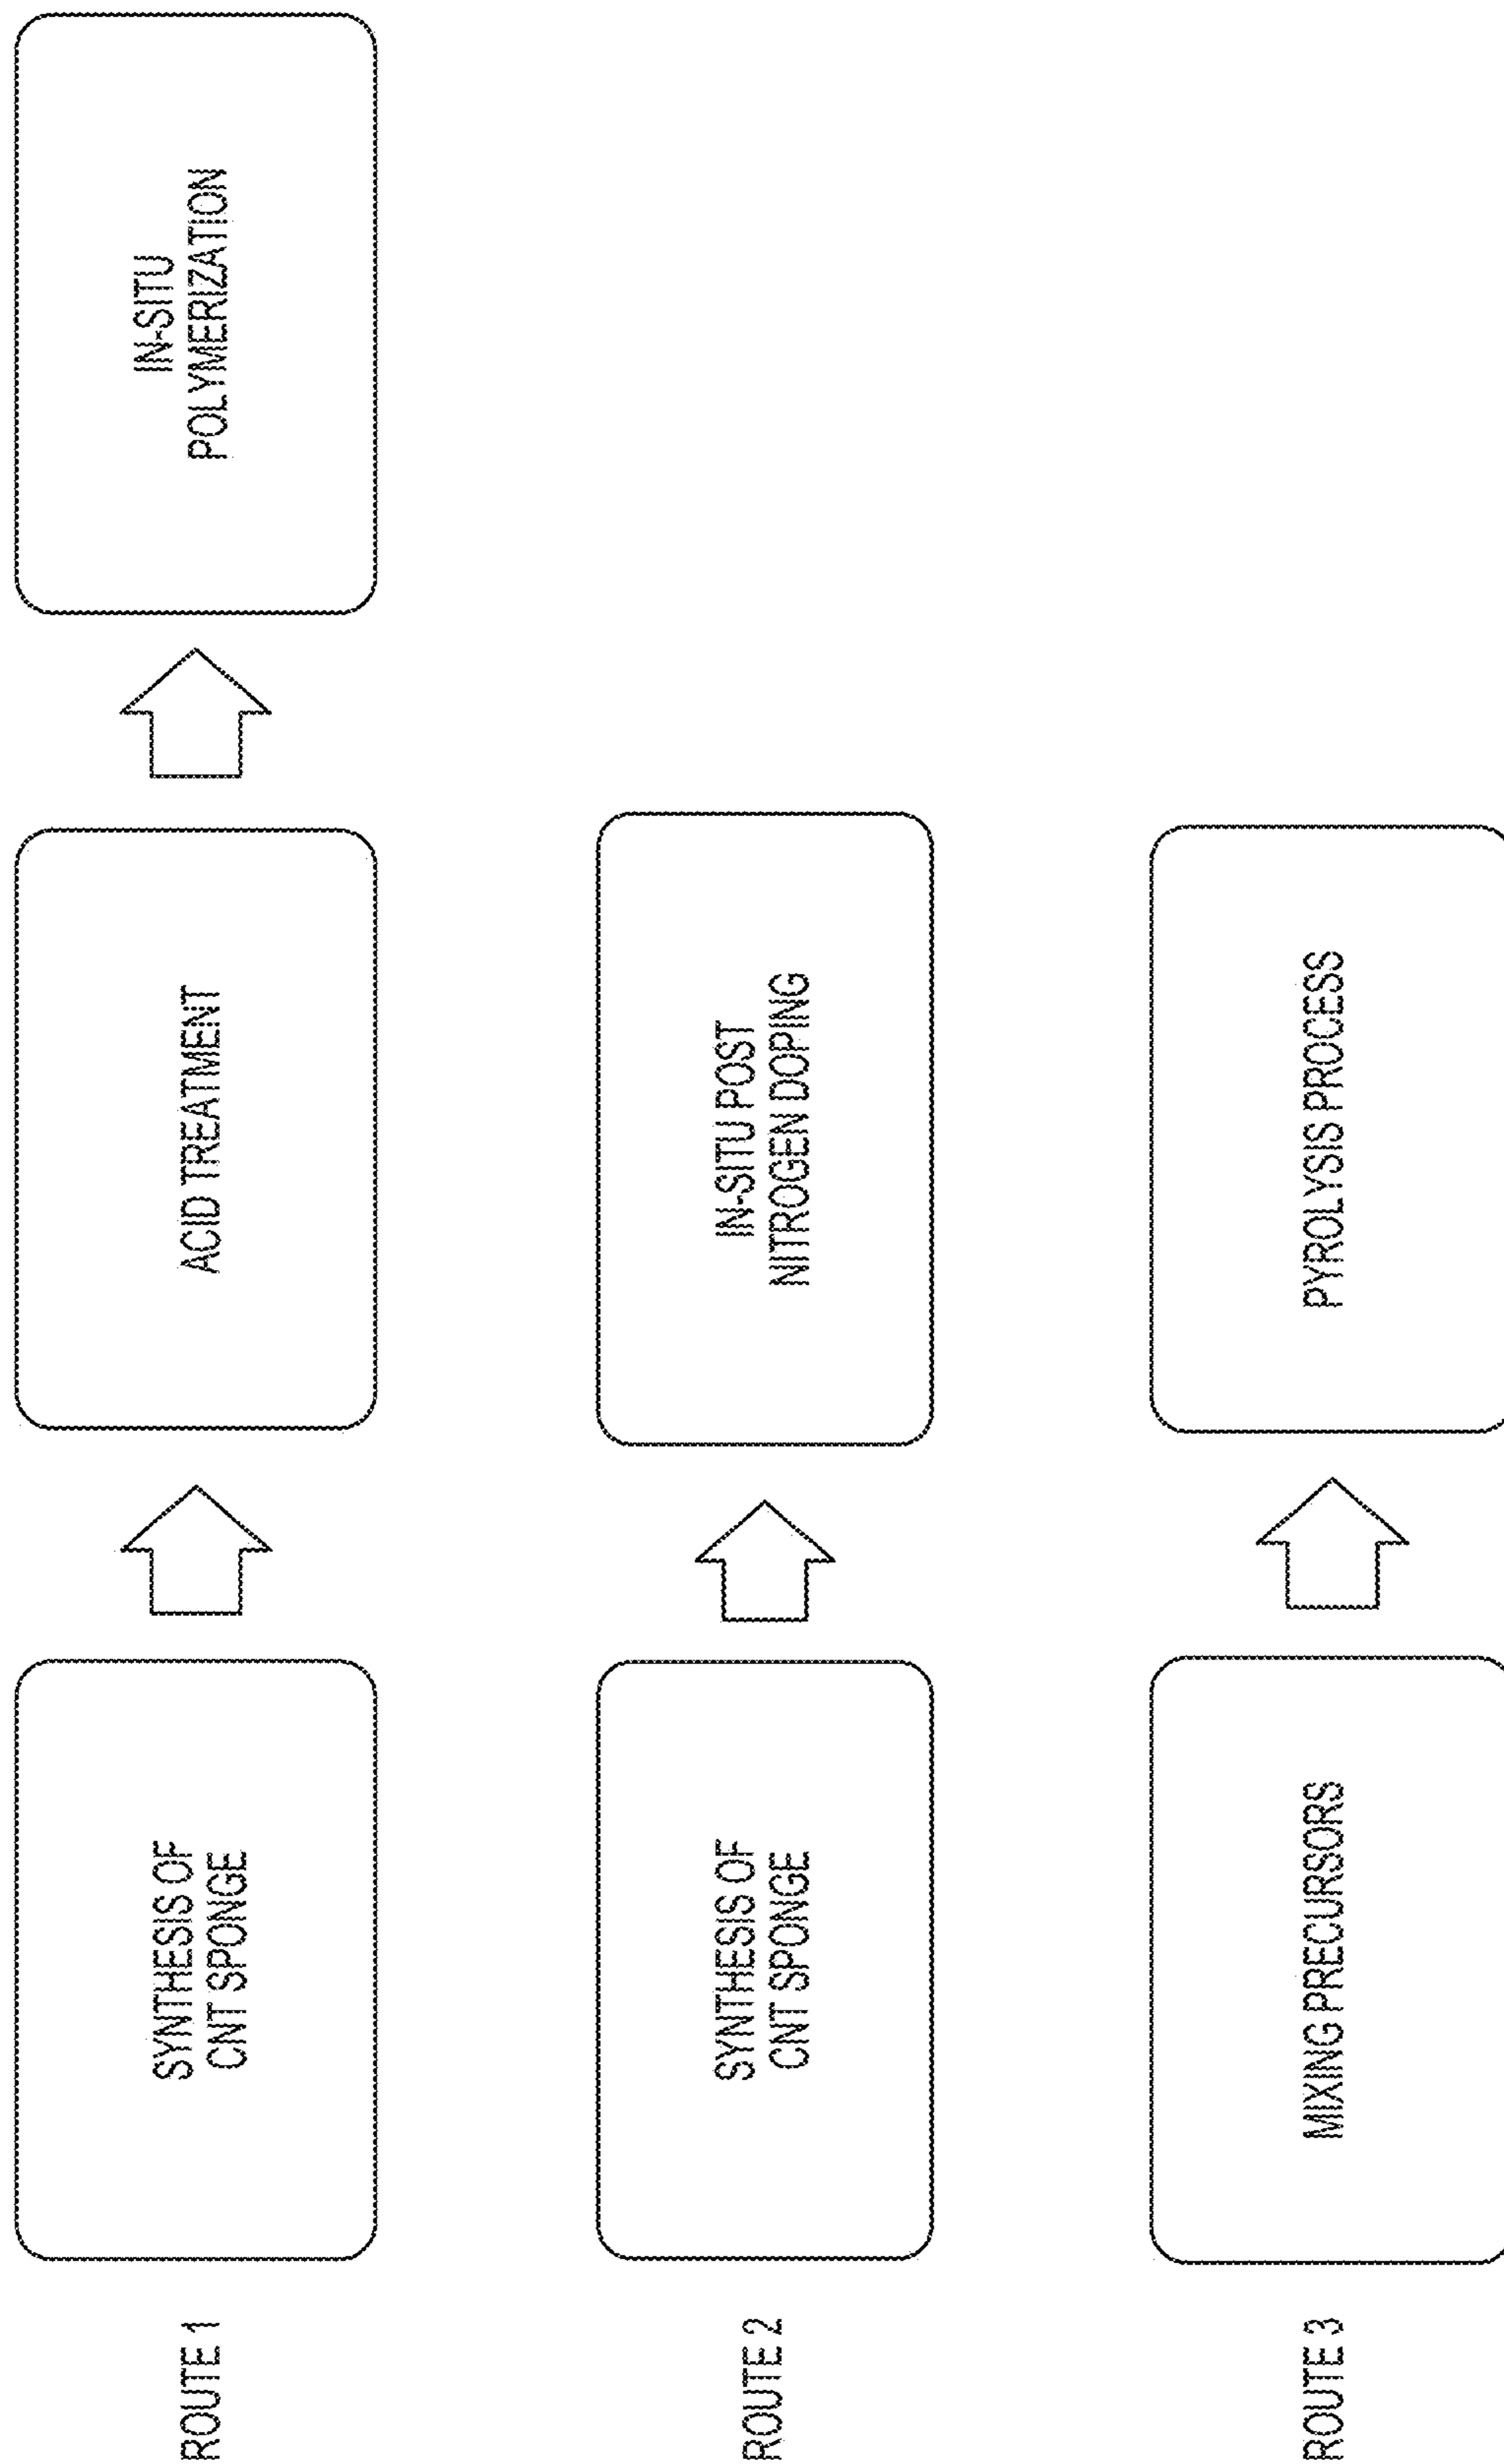 ROUTE 1
SYNTHESIS OF
CNT SPONGE
ACID TREATMENT
IN-SITU
POLYMERIZATION
ROUTE 2
SYNTHESIS OF
CNT SPONGE
IN-SITU POST
NITROGEN DOPING
ROUTE 3
MIXING PRECURSORS
PYROLYSIS PROCESS